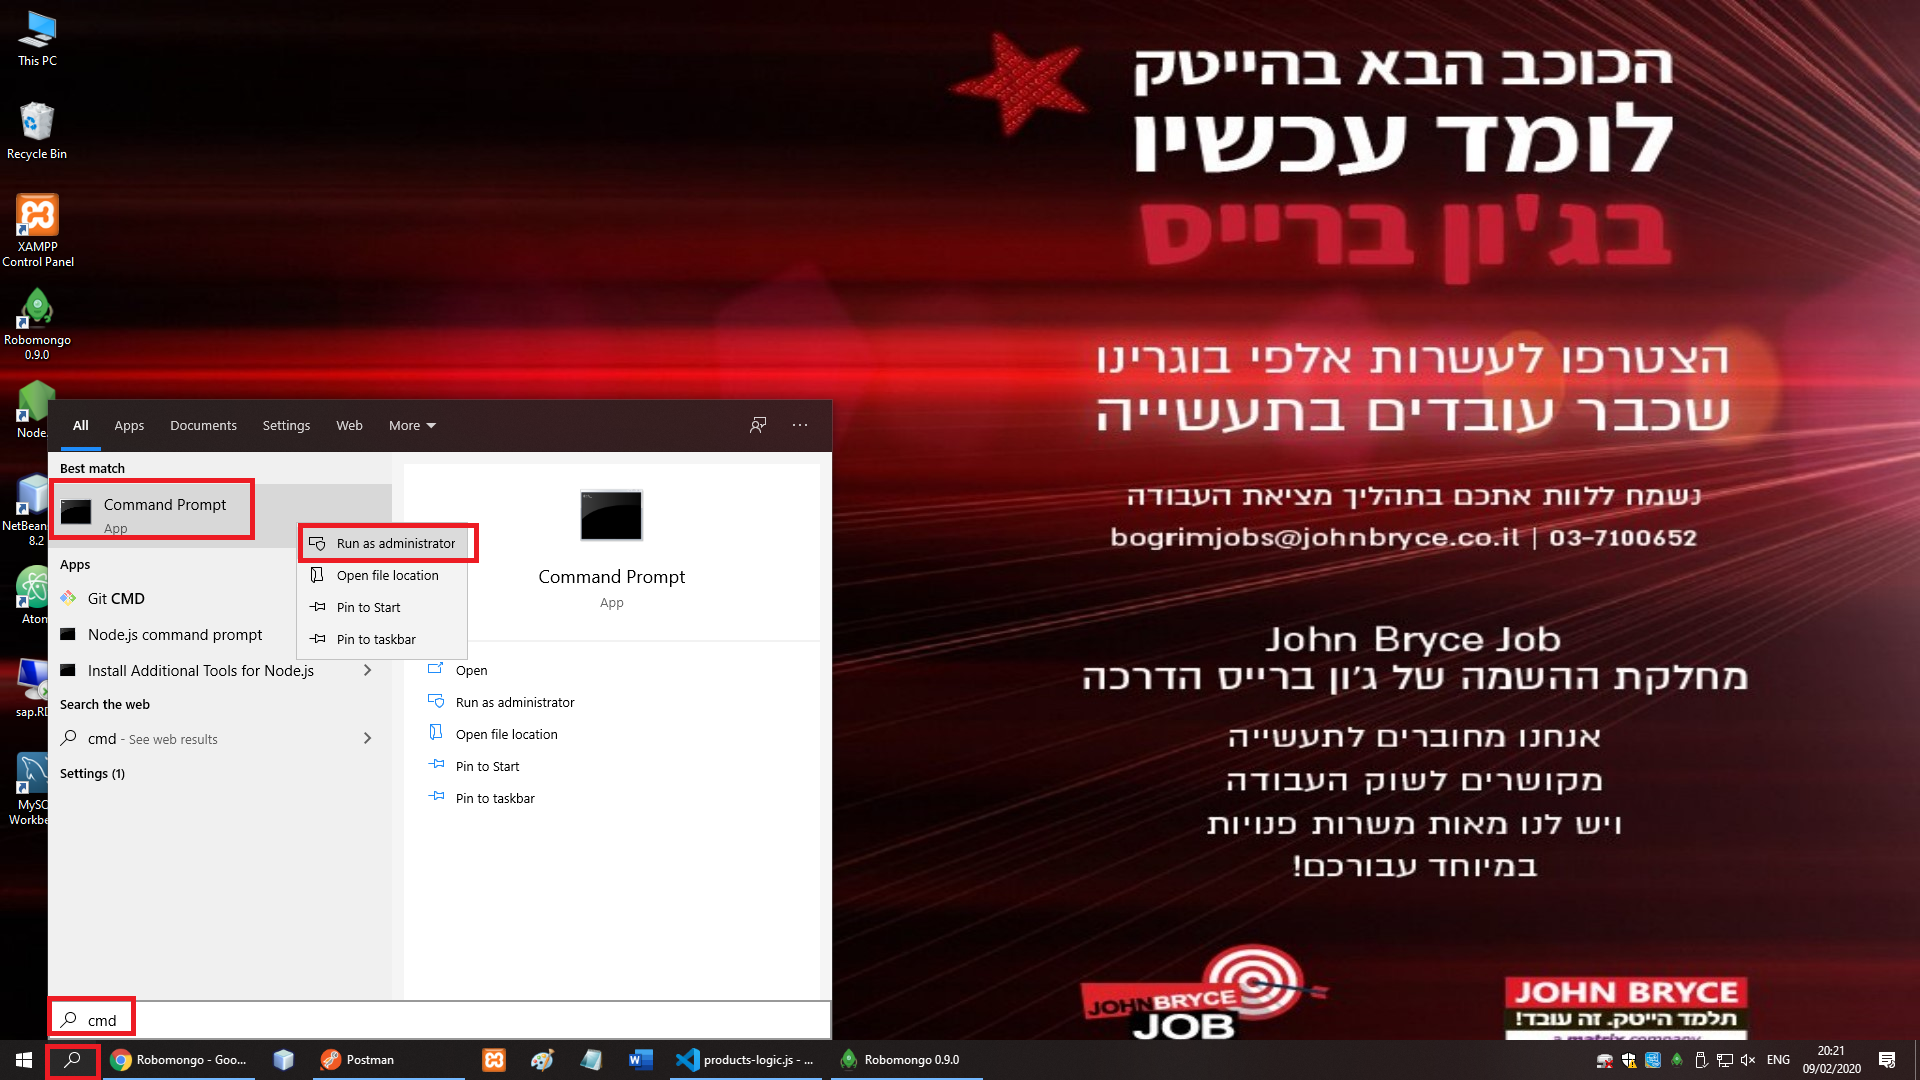 This PC
Recycle Bin
XAMPP
Control Panel
Robomongo
0.9.0
Node.
NetBean
8.2
Aton
sap.RD
MySC
Workbe
הכוכב הבא בהייטק
לומד עכשיו
בג'ון ברייס
הצטרפו לעשרות אלפי בוגרינו
שכבר עובדים בתעשייה
נשמח ללוות אתכם בתהליך מציאת העבודה
bogrimjobs@johnbryce.co.il | 03-7100652
John Bryce Job
מחלקת ההשמה של ג'ון ברייס הדרכה
אנחנו מחוברים לתעשייה
מקושרים לשוק העבודה
ויש לנו מאות משרות פנויות
במיוחד עבורכם!
JOHNBRYCE
JOB
JOHN BRYCE
תלמד הייטק. זה עובד!
a matrix company
All
Apps
Documents
Settings
Web
More
Best match
Command Prompt
App
Run as administrator
Open file location
Pin to Start
Pin to taskbar
Apps
Git CMD
Node.js command prompt
Install Additional Tools for Node.js
Search the web
cmd - See web results
Settings (1)
Command Prompt
App
Open
Run as administrator
Open file location
Pin to Start
Pin to taskbar
cmd
Robomongo - Goo...
Postman
products-logic.js - ...
Robomongo 0.9.0
ENG
20:21
09/02/2020